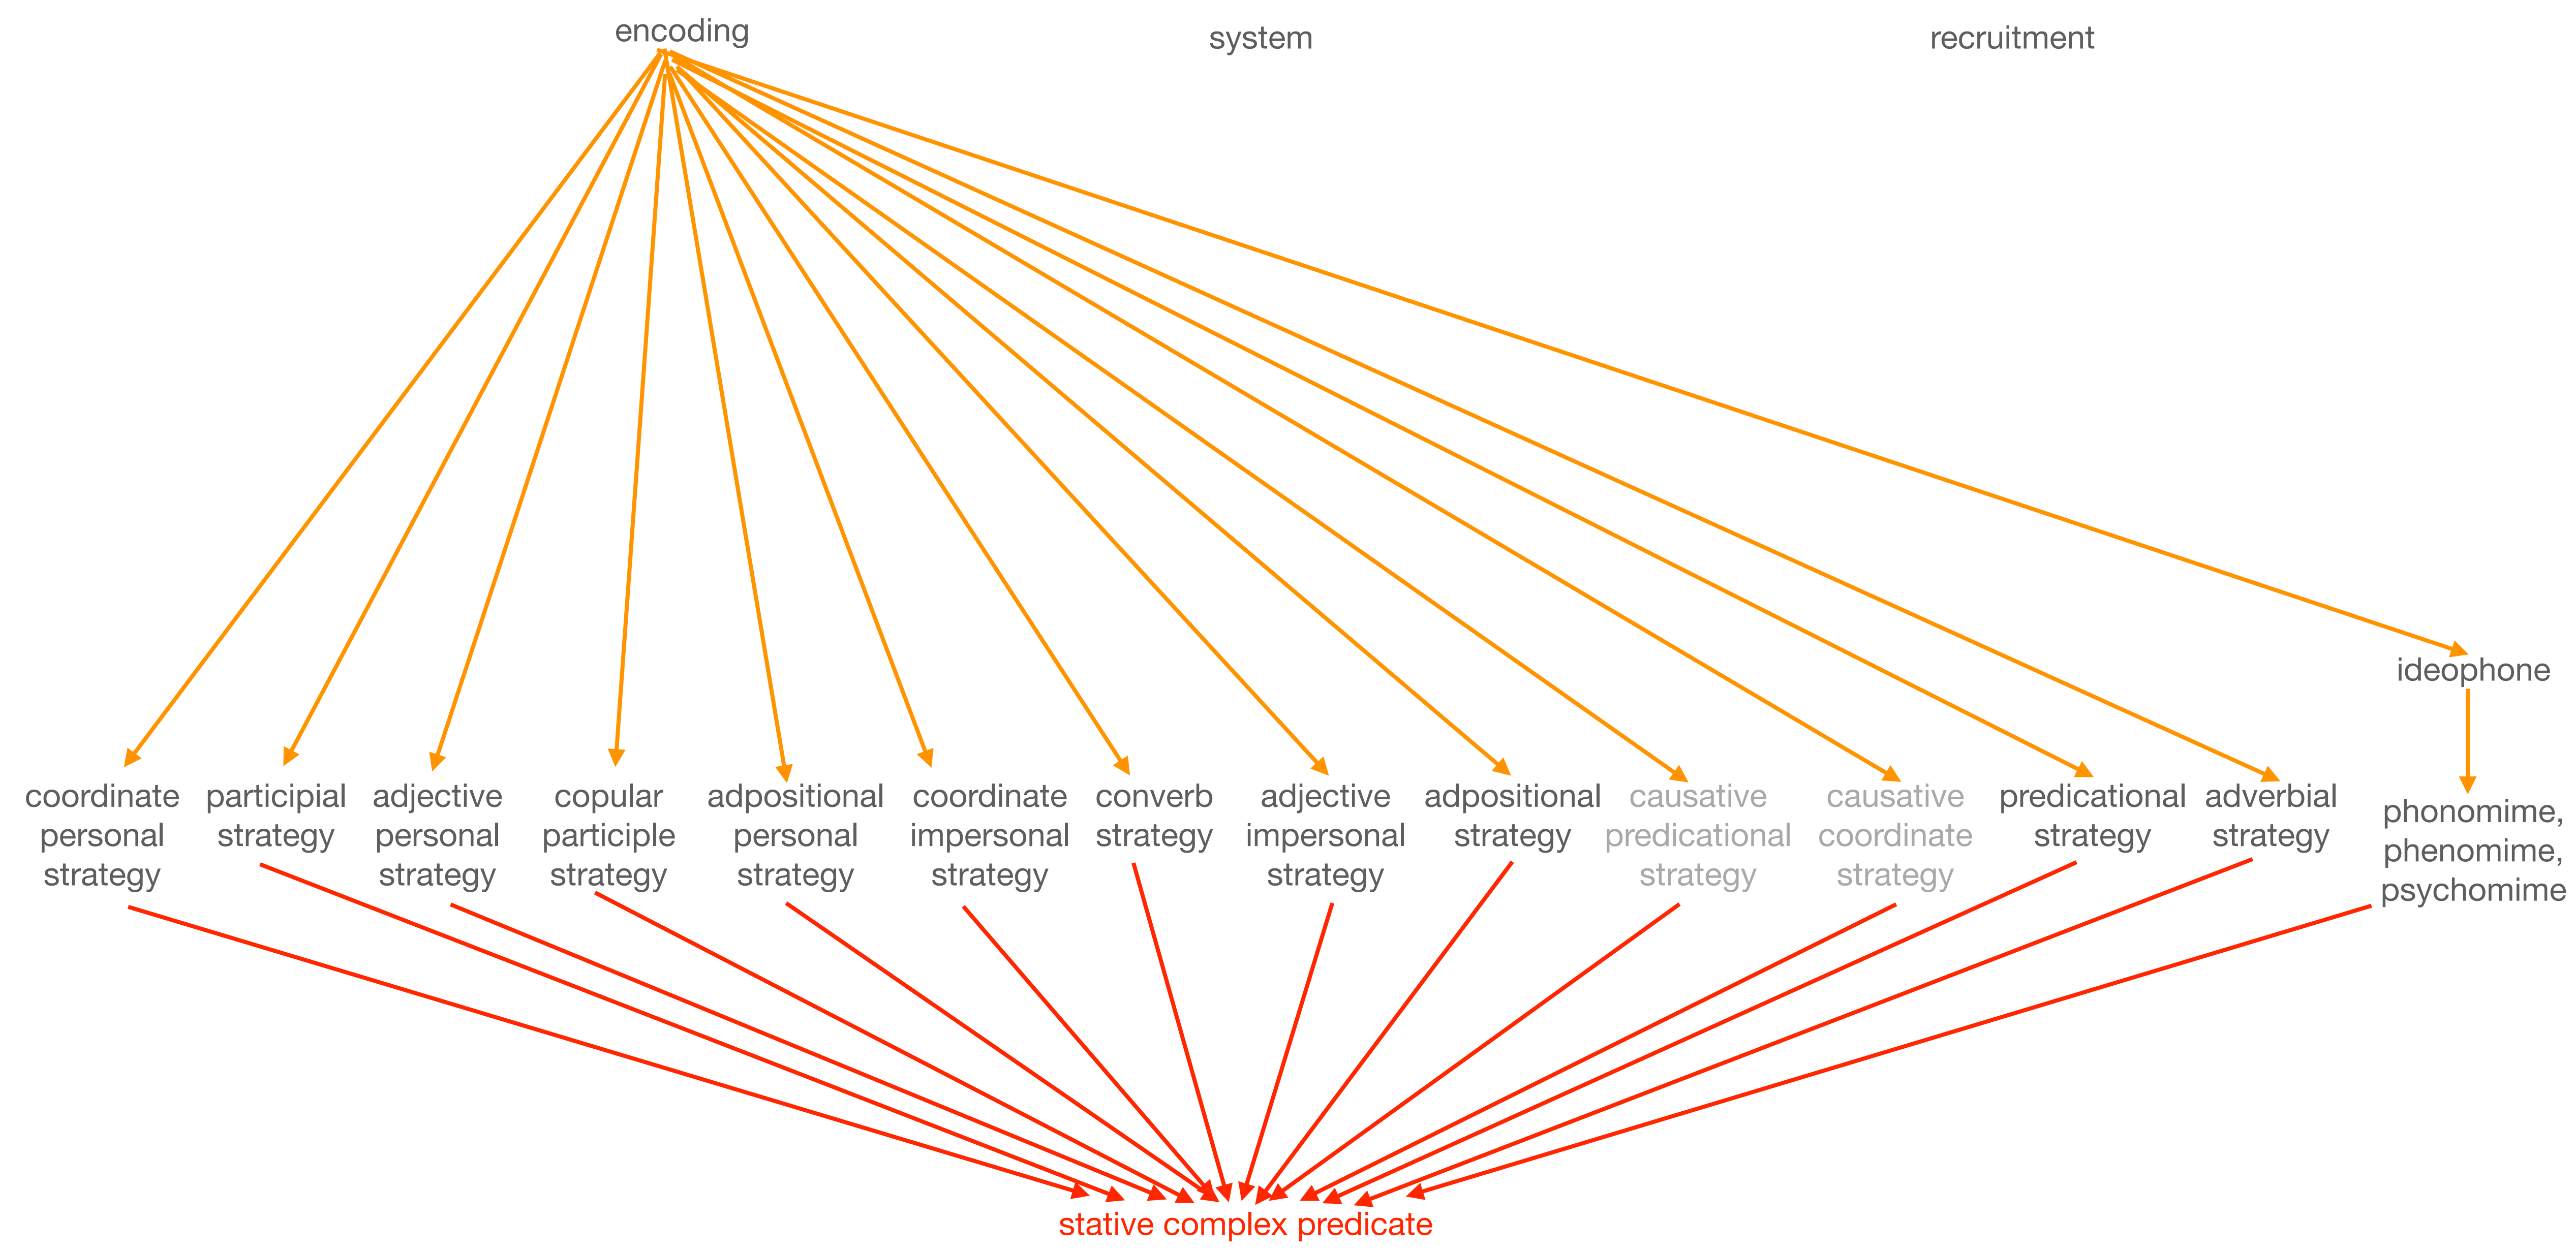 encoding
system
recruitment
ideophone
coordinate
personal
strategy
participial
strategy
adjective
personal
strategy
copular
participle
strategy
adpositional
personal
strategy
coordinate
impersonal
strategy
converb
strategy
adjective
impersonal
strategy
adpositional
strategy
causative
predicational
strategy
causative
coordinate
strategy
predicational
strategy
adverbial
strategy
phonomime,
phenomime,
psychomime
stative complex predicate